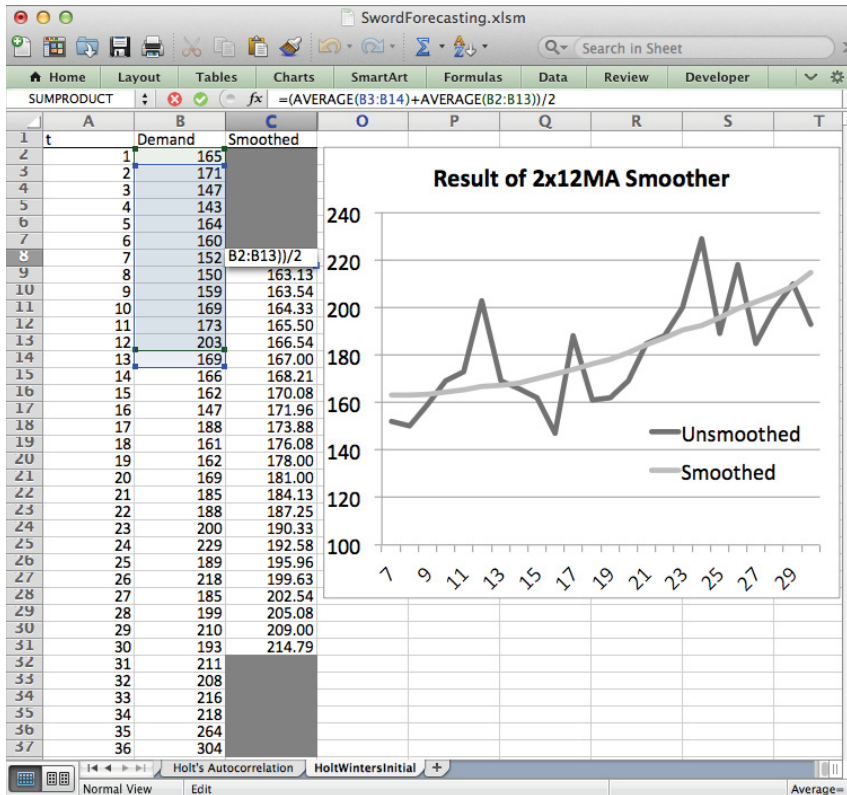 SwordForecasting.xlsm
Search in Sheet
Home Layout Tables Charts SmartArt Formulas Data Review Developer
SUMPRODUCT fx =(AVERAGE(B3:B14)+AVERAGE(B2:B13))/2
A B C O P Q R S T
1 t Demand Smoothed
2 1 165
3 2 171
4 3 147
5 4 143
6 5 164
7 6 160
8 7 152 B2:B13))/2
9 8 150 163.13
10 9 159 163.54
11 10 169 164.33
12 11 173 165.50
13 12 203 166.54
14 13 169 167.00
15 14 166 168.21
16 15 162 170.08
17 16 147 171.96
18 17 188 173.88
19 18 161 176.08
20 19 162 178.00
21 20 169 181.00
22 21 185 184.13
23 22 188 187.25
24 23 200 190.33
25 24 229 192.58
26 25 189 195.96
27 26 218 199.63
28 27 185 202.54
29 28 199 205.08
30 29 210 209.00
31 30 193 214.79
32 31 211
33 32 208
34 33 216
35 34 218
36 35 264
37 36 304
Result of 2x12MA Smoother
240
220
200
180
160
140
120
100
Unsmoothed
Smoothed
7 9 11 13 15 17 19 21 23 25 27 29
Holt's Autocorrelation HoltWintersInitial +
Normal View Edit Average=